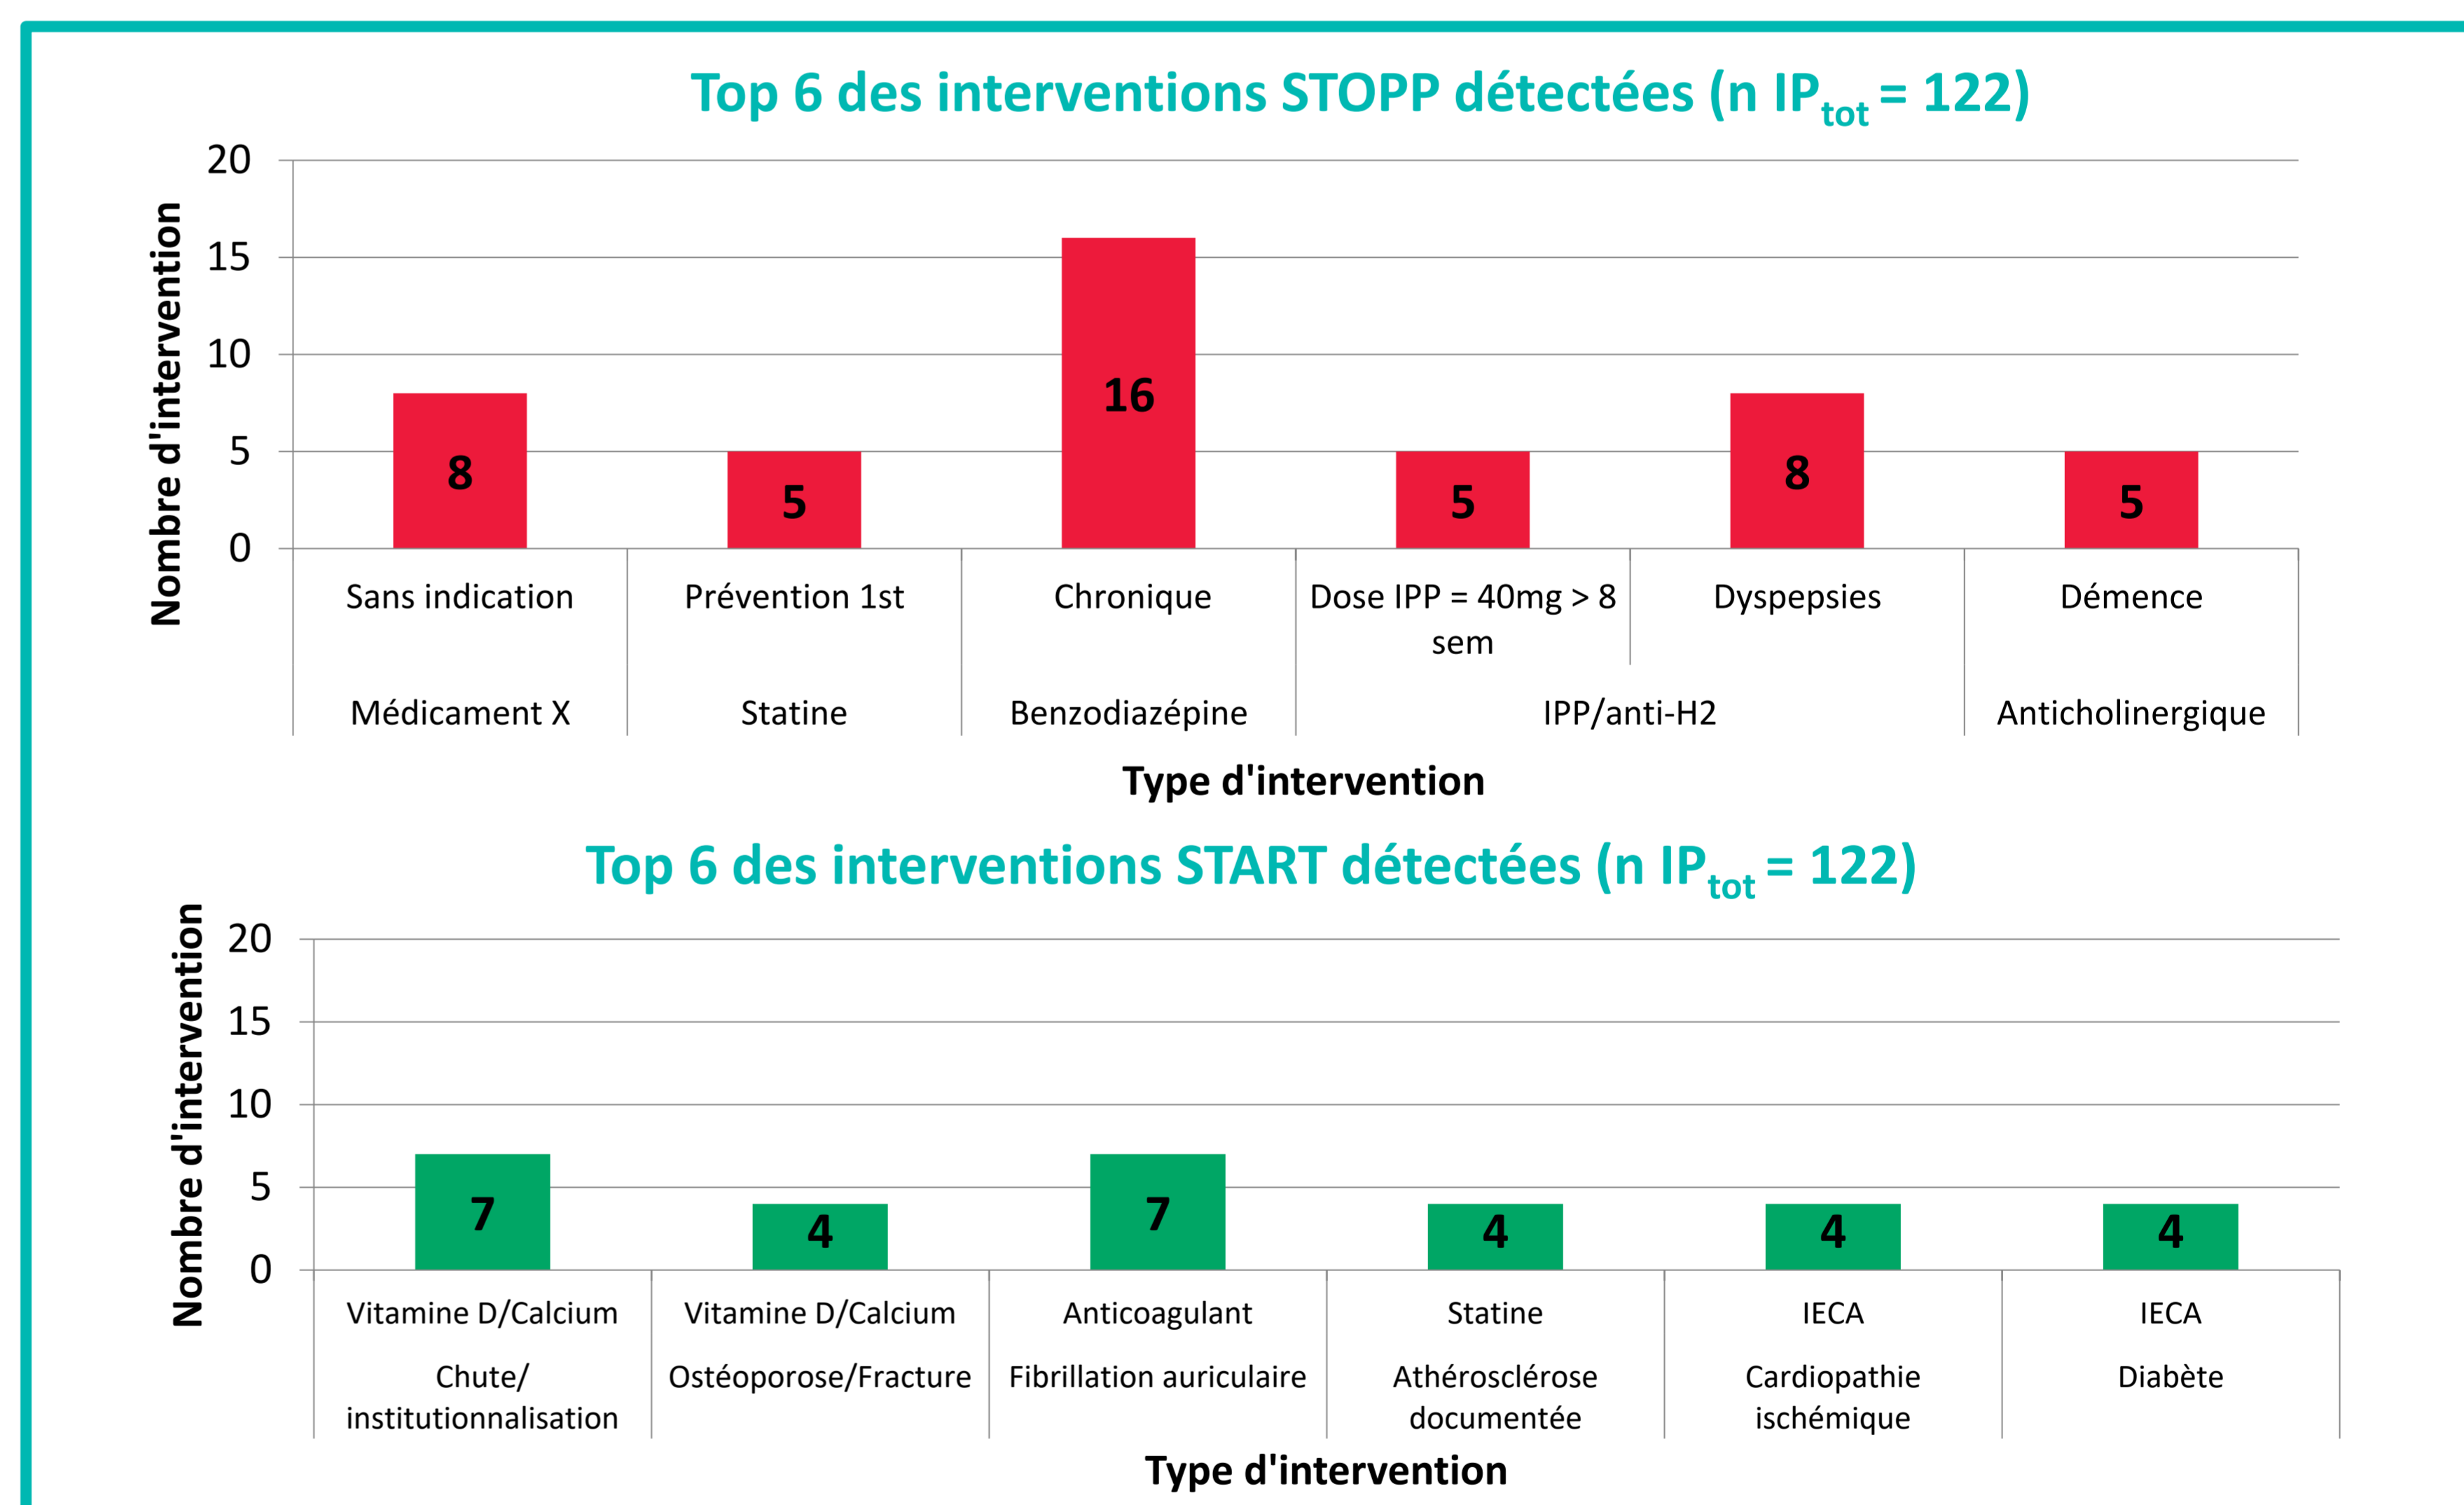 Top 6 des interventions STOPP détectées (n IPtot = 122)
Nombre d'intervention
20
15
10
5
0
8
5
16
5
8
5
Sans indication
Prévention 1st
Chronique
Dose IPP = 40mg > 8
sem
Dyspepsies
Démence
Médicament X
Statine
Benzodiazépine
IPP/anti-H2
Anticholinergique
Type d'intervention
Top 6 des interventions START détectées (n IPtot = 122)
Nombre d'intervention
20
15
10
5
0
7
4
7
4
4
4
Vitamine D/Calcium
Vitamine D/Calcium
Anticoagulant
Statine
IECA
IECA
Chute/
institutionnalisation
Ostéoporose/Fracture
Fibrillation auriculaire
Athérosclérose
documentée
Cardiopathie
ischémique
Diabète
Type d'intervention